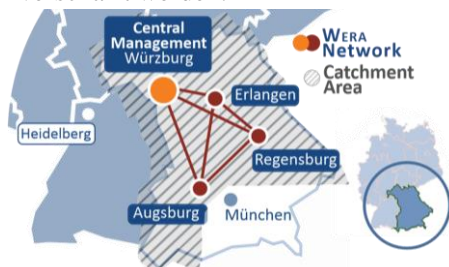 Central
Management
Würzburg
WERA
Network
Catchment
Area
Erlangen
Heidelberg
Regensburg
Augsburg
München